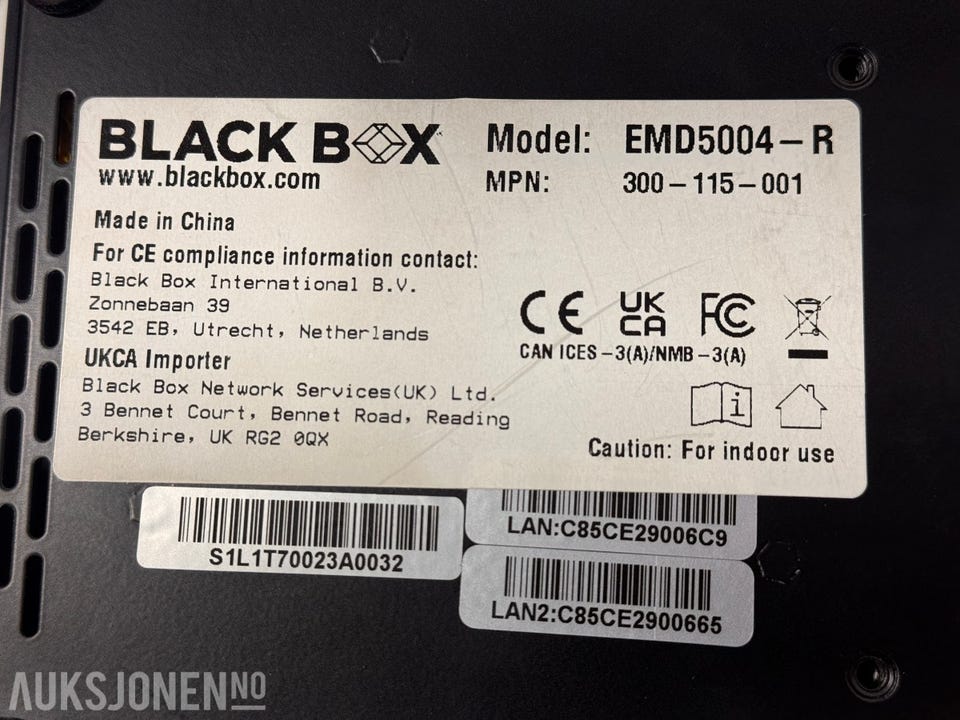 BLACK BOX
www.blackbox.com
Model: EMD5004-R
MPN: 300-115-001
Made in China
For CE compliance information contact:
Black Box International B.V.
Zonnebaan 39
3542 EB, Utrecht, Netherlands
UKCA Importer
Black Box Network Services(UK) Ltd.
3 Bennet Court, Bennet Road, Reading
Berkshire, UK RG2 0QX
CE UK CA FC
CAN ICES-3(A)/NMB-3(A)
i
Caution: For indoor use
S1L1T70023A0032
LAN:C85CE29006C9
LAN2:C85CE2900665
AUKSJONEN NO